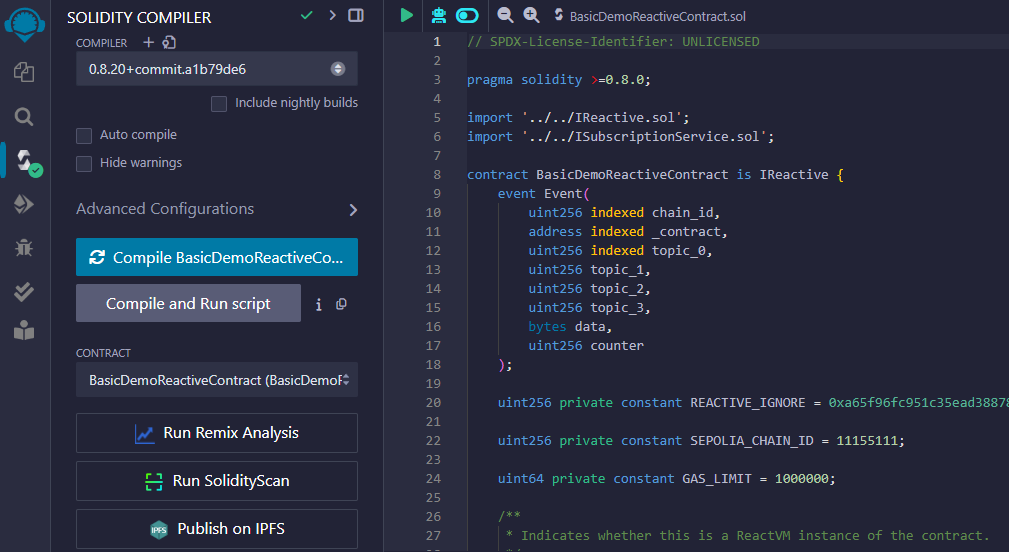 SOLIDITY COMPILER
COMPILER
0.8.20+commit.a1b79de6
Include nightly builds
Auto compile
Hide warnings
Advanced Configurations
Compile BasicDemoReactiveCo...
Compile and Run script
CONTRACT
BasicDemoReactiveContract (BasicDemoF
Run Remix Analysis
Run SolidityScan
IPFS
Publish on IPFS
BasicDemoReactiveContract.sol
1 // SPDX-License-Identifier: UNLICENSED
2
3 pragma solidity >=0.8.0;
4
5 import '../../IReactive.sol';
6 import '../../ISubscriptionService.sol';
7
8 contract BasicDemoReactiveContract is IReactive {
9 event Event(
10 uint256 indexed chain_id,
11 address indexed _contract,
12 uint256 indexed topic_0,
13 uint256 topic_1,
14 uint256 topic_2,
15 uint256 topic_3,
16 bytes data,
17 uint256 counter
18 );
19
20 uint256 private constant REACTIVE_IGNORE = 0xa65f96fc951c35ead38878
21
22 uint256 private constant SEPOLIA_CHAIN_ID = 11155111;
23
24 uint64 private constant GAS_LIMIT = 1000000;
25
26 /**
27 * Indicates whether this is a ReactVM instance of the contract.